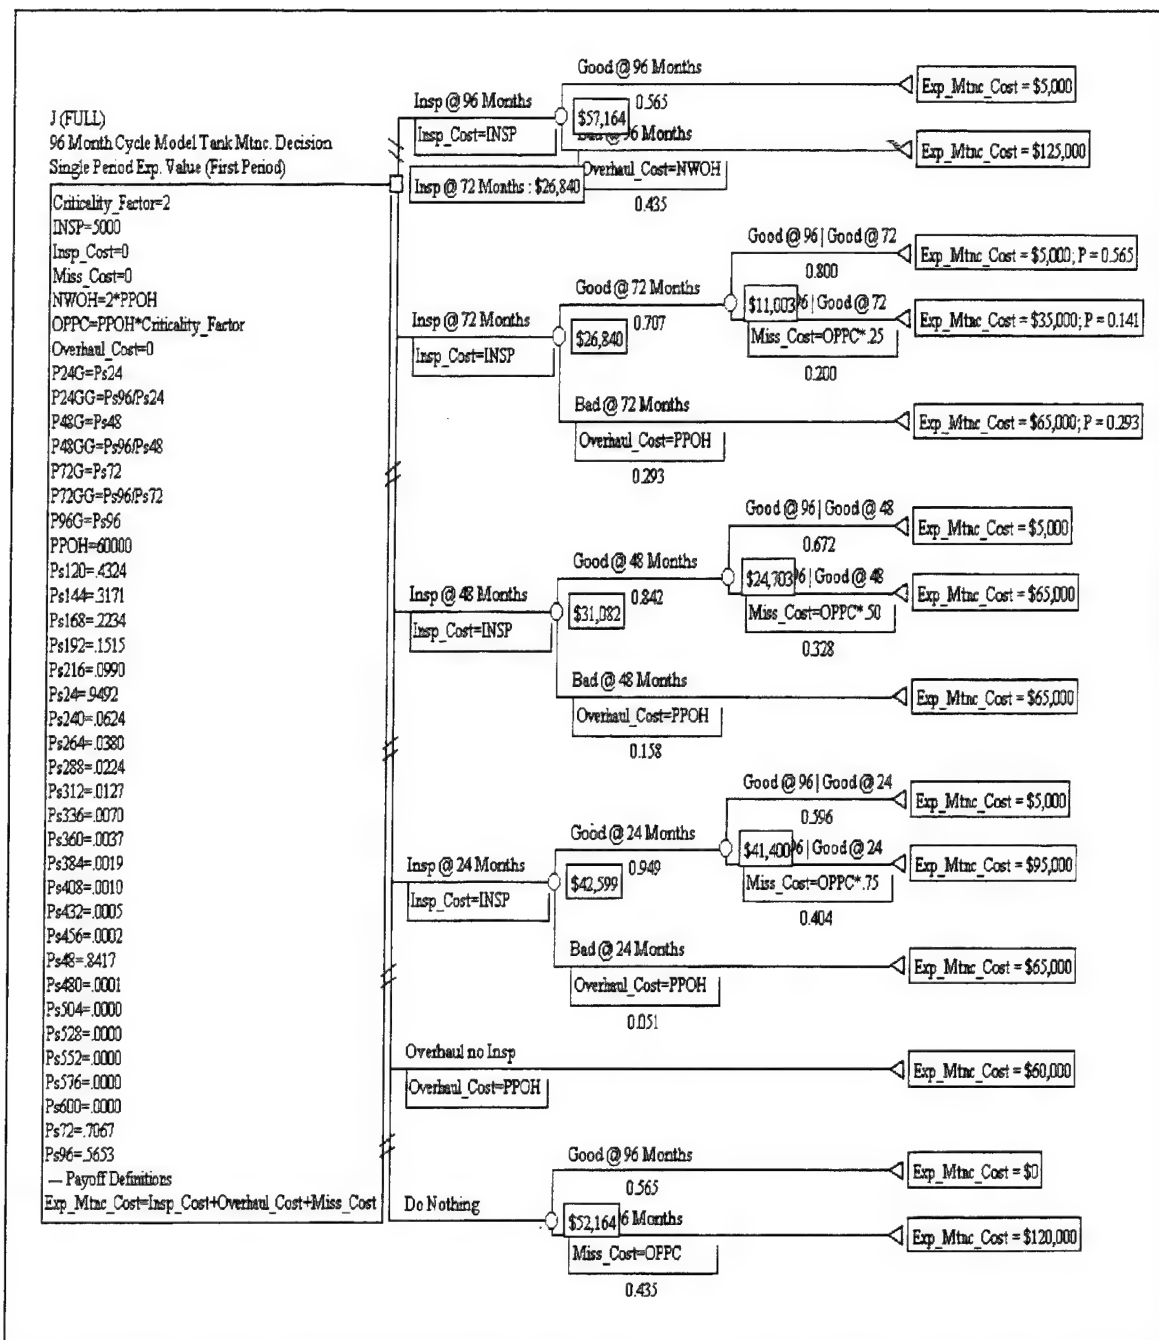 J (FULL)
96 Month Cycle Model Tank Mtnc. Decision
Single Period Exp. Value (First Period)
Criticality_Factor=2
INSP=5000
Insp_Cost=0
Miss_Cost=0
NWOH=2*PPOH
OPPC=PPOH*Criticality_Factor
Overhaul_Cost=0
P24G=Ps24
P24GG=Ps96/Ps24
P48G=Ps48
P48GG=Ps96/Ps48
P72G=Ps72
P72GG=Ps96/Ps72
P96G=Ps96
PPOH=60000
Ps120=.4324
Ps144=.3171
Ps168=.2234
Ps192=.1515
Ps216=.0990
Ps24=.9492
Ps240=.0624
Ps264=.0380
Ps288=.0224
Ps312=.0127
Ps336=.0070
Ps360=.0037
Ps384=.0019
Ps408=.0010
Ps432=.0005
Ps456=.0002
Ps48=.8417
Ps480=.0001
Ps504=.0000
Ps528=.0000
Ps552=.0000
Ps576=.0000
Ps600=.0000
Ps72=.7067
Ps96=.5653
— Payoff Definitions
Exp_Mtnc_Cost=Insp_Cost+Overhaul_Cost+Miss_Cost
Insp @ 96 Months
Insp_Cost=INSP
Good @ 96 Months
0.565
$57,164
Exp_Mtnc_Cost = $5,000
96 Months
Overhaul_Cost=NWOH
0.435
Exp_Mtnc_Cost = $125,000
Insp @ 72 Months : $26,840
Insp @ 72 Months
Insp_Cost=INSP
Good @ 72 Months
0.707
$26,840
Good @ 96 | Good @ 72
0.800
Exp_Mtnc_Cost = $5,000; P = 0.565
$11,003
6 | Good @ 72
Miss_Cost=OPPC*.25
0.200
Exp_Mtnc_Cost = $35,000; P = 0.141
Bad @ 72 Months
Overhaul_Cost=PPOH
0.293
Exp_Mtnc_Cost = $65,000; P = 0.293
Insp @ 48 Months
Insp_Cost=INSP
Good @ 48 Months
0.842
$31,082
Good @ 96 | Good @ 48
0.672
Exp_Mtnc_Cost = $5,000
$24,703
6 | Good @ 48
Miss_Cost=OPPC*.50
0.328
Exp_Mtnc_Cost = $65,000
Bad @ 48 Months
Overhaul_Cost=PPOH
0.158
Exp_Mtnc_Cost = $65,000
Insp @ 24 Months
Insp_Cost=INSP
Good @ 24 Months
0.949
$42,599
Good @ 96 | Good @ 24
0.596
Exp_Mtnc_Cost = $5,000
$41,400
6 | Good @ 24
Miss_Cost=OPPC*.75
0.404
Exp_Mtnc_Cost = $95,000
Bad @ 24 Months
Overhaul_Cost=PPOH
0.051
Exp_Mtnc_Cost = $65,000
Overhaul no Insp
Overhaul_Cost=PPOH
Exp_Mtnc_Cost = $60,000
Do Nothing
Good @ 96 Months
0.565
Exp_Mtnc_Cost = $0
$52,164
6 Months
Miss_Cost=OPPC
0.435
Exp_Mtnc_Cost = $120,000